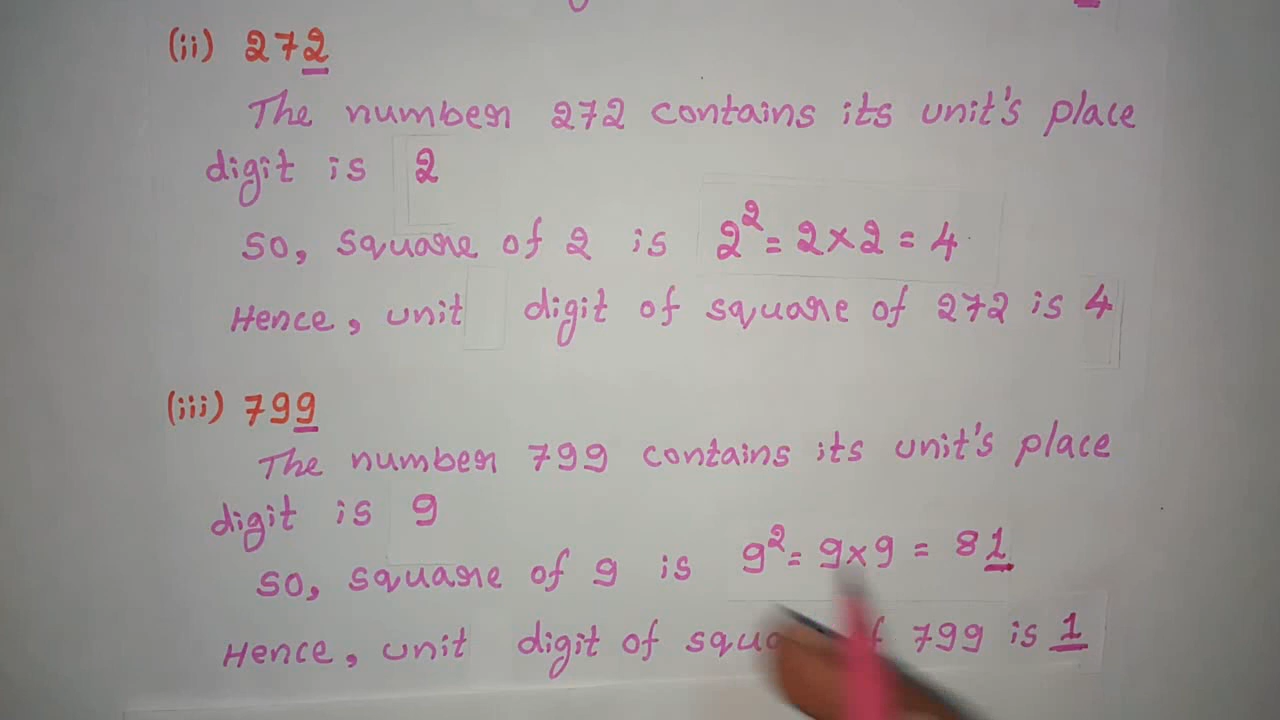 (ii) 272
The number 272 contains its unit's place
digit is 2
So, square of 2 is 2² = 2×2 = 4
Hence, unit digit of square of 272 is 4
(iii) 799
The number 799 contains its unit's place
digit is 9
So, square of 9 is 9² = 9×9 = 81
Hence, unit digit of 799 is 1